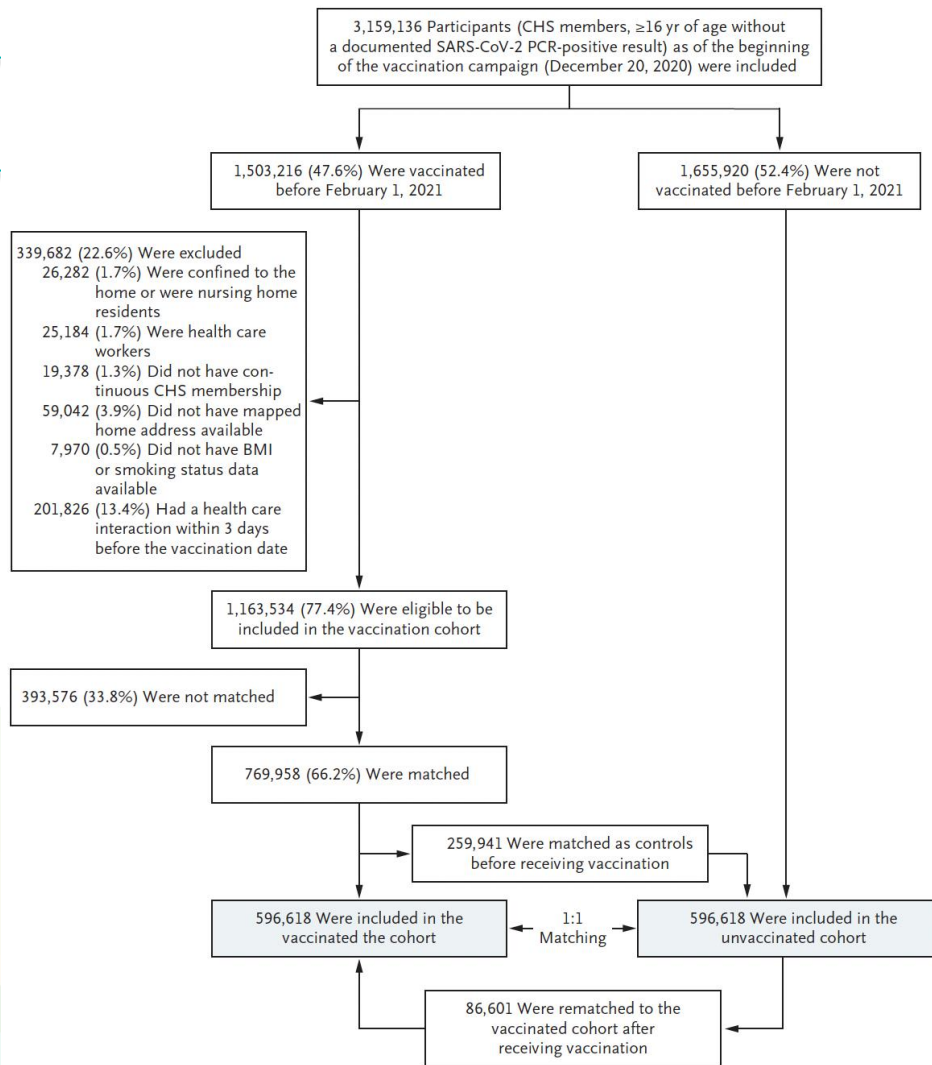 3,159,136 Participants (CHS members, ≥16 yr of age without
a documented SARS-CoV-2 PCR-positive result) as of the beginning
of the vaccination campaign (December 20, 2020) were included
1,503,216 (47.6%) Were vaccinated
before February 1, 2021
1,655,920 (52.4%) Were not
vaccinated before February 1, 2021
339,682 (22.6%) Were excluded
26,282 (1.7%) Were confined to the
home or were nursing home
residents
25,184 (1.7%) Were health care
workers
19,378 (1.3%) Did not have con-
tinuous CHS membership
59,042 (3.9%) Did not have mapped
home address available
7,970 (0.5%) Did not have BMI
or smoking status data
available
201,826 (13.4%) Had a health care
interaction within 3 days
before the vaccination date
1,163,534 (77.4%) Were eligible to be
included in the vaccination cohort
393,576 (33.8%) Were not matched
769,958 (66.2%) Were matched
259,941 Were matched as controls
before receiving vaccination
596,618 Were included in the
vaccinated the cohort
1:1
Matching
596,618 Were included in the
unvaccinated cohort
86,601 Were rematched to the
vaccinated cohort after
receiving vaccination